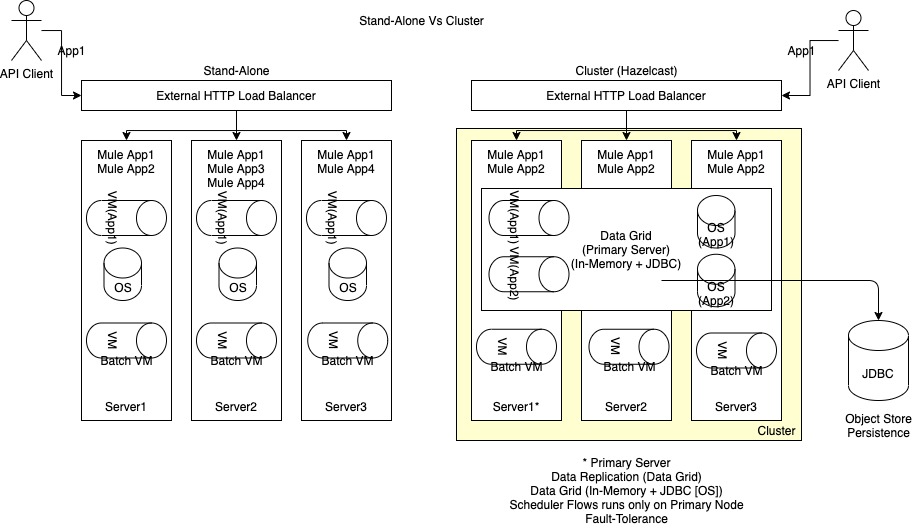 Stand-Alone Vs Cluster
API Client
App1
Stand-Alone
External HTTP Load Balancer
Mule App1
Mule App2
VM(App1)
OS
VM
Batch VM
Server1
Mule App1
Mule App3
Mule App4
VM(App1)
OS
VM
Batch VM
Server2
Mule App1
Mule App4
VM(App1)
OS
VM
Batch VM
Server3
API Client
App1
Cluster (Hazelcast)
External HTTP Load Balancer
Mule App1
Mule App2
Mule App1
Mule App2
Mule App1
Mule App2
VM(App1)
VM(App2)
Data Grid
(Primary Server)
(In-Memory + JDBC)
OS
(App1)
OS
(App2)
VM
Batch VM
Server1*
VM
Batch VM
Server2
VM
Batch VM
Server3
Cluster
JDBC
Object Store
Persistence
* Primary Server
Data Replication (Data Grid)
Data Grid (In-Memory + JDBC [OS])
Scheduler Flows runs only on Primary Node
Fault-Tolerance